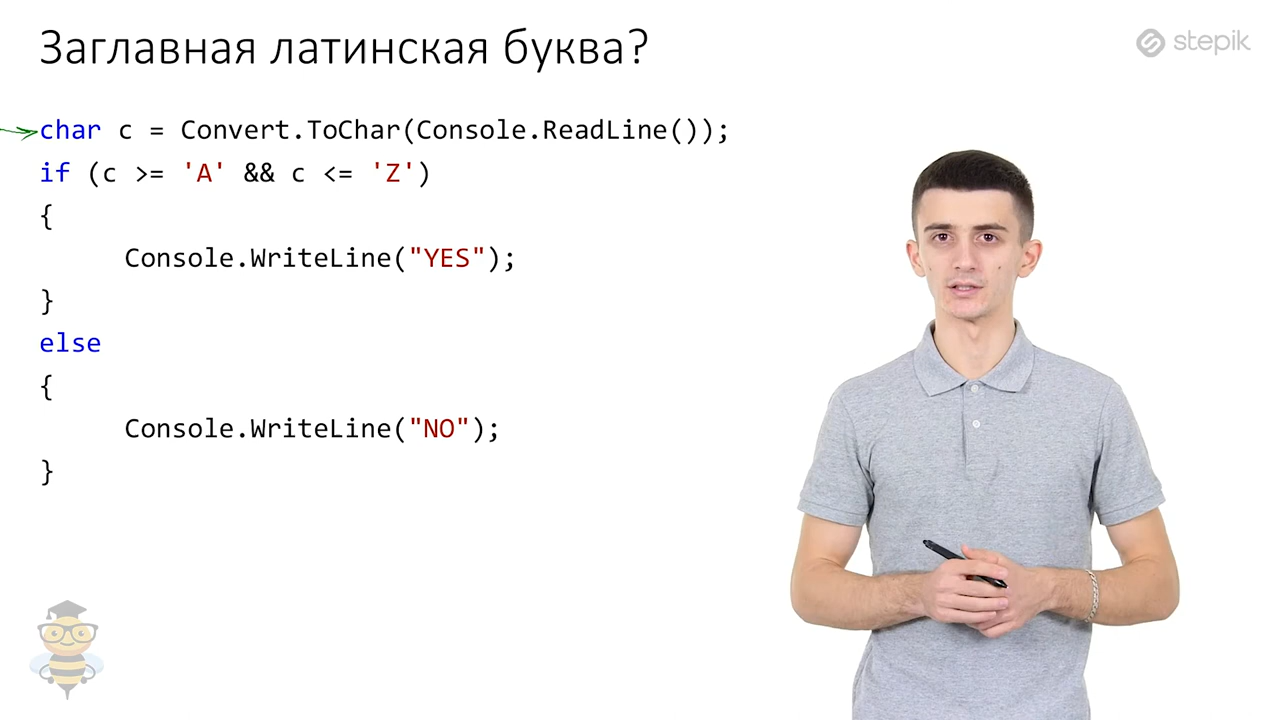 Заглавная латинская буква?
stepik
char c = Convert.ToChar(Console.ReadLine());
if (c >= 'A' && c <= 'Z')
{
Console.WriteLine("YES");
}
else
{
Console.WriteLine("NO");
}